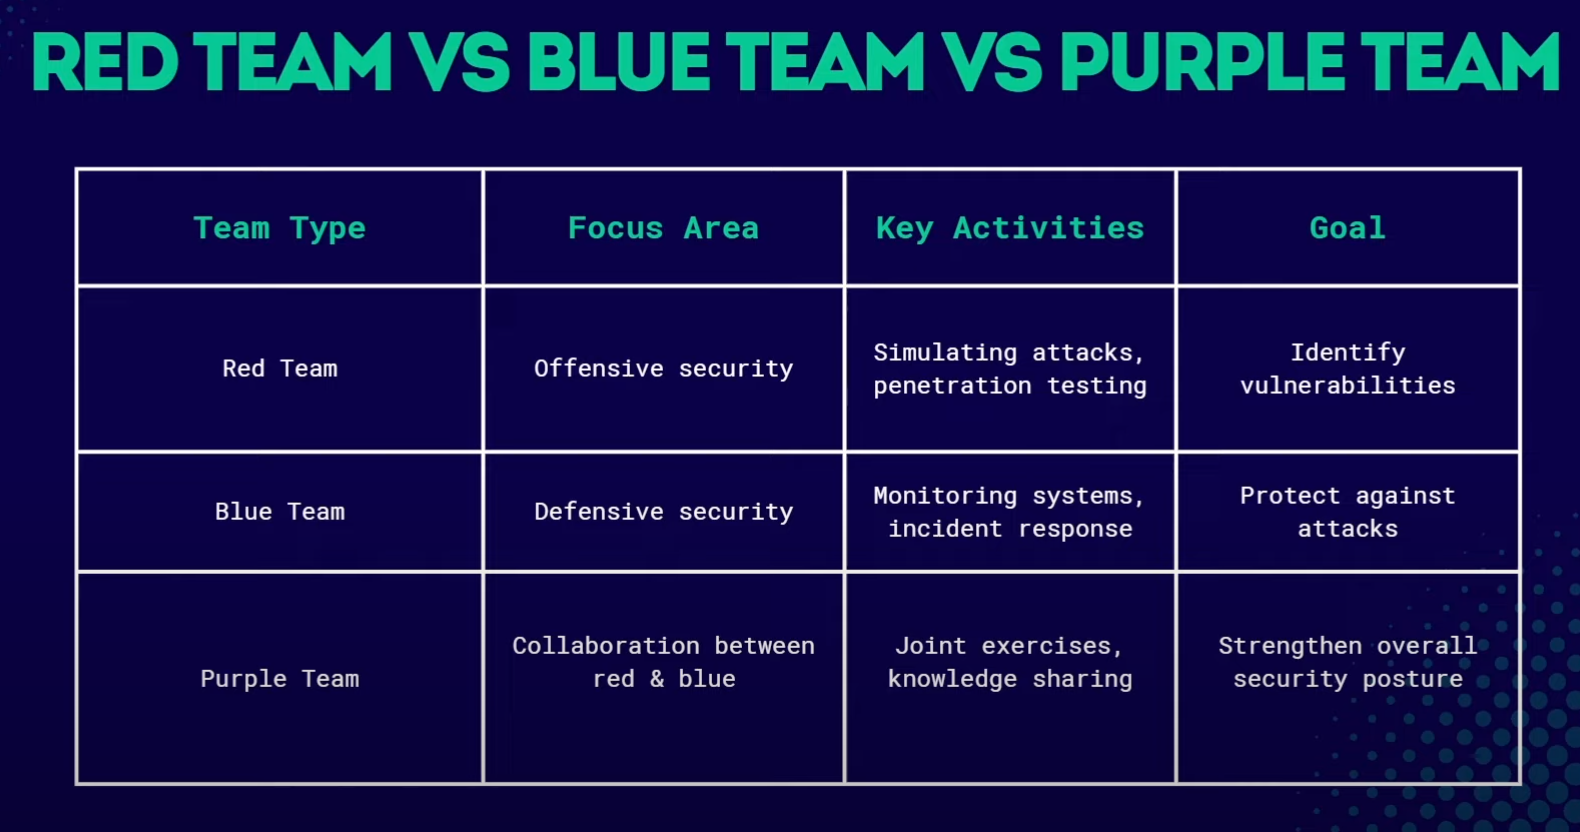 RED TEAM VS BLUE TEAM VS PURPLE TEAM
Team Type
Focus Area
Key Activities
Goal
Red Team
Offensive security
Simulating attacks,
penetration testing
Identify
vulnerabilities
Blue Team
Defensive security
Monitoring systems,
incident response
Protect against
attacks
Purple Team
Collaboration between
red & blue
Joint exercises,
knowledge sharing
Strengthen overall
security posture